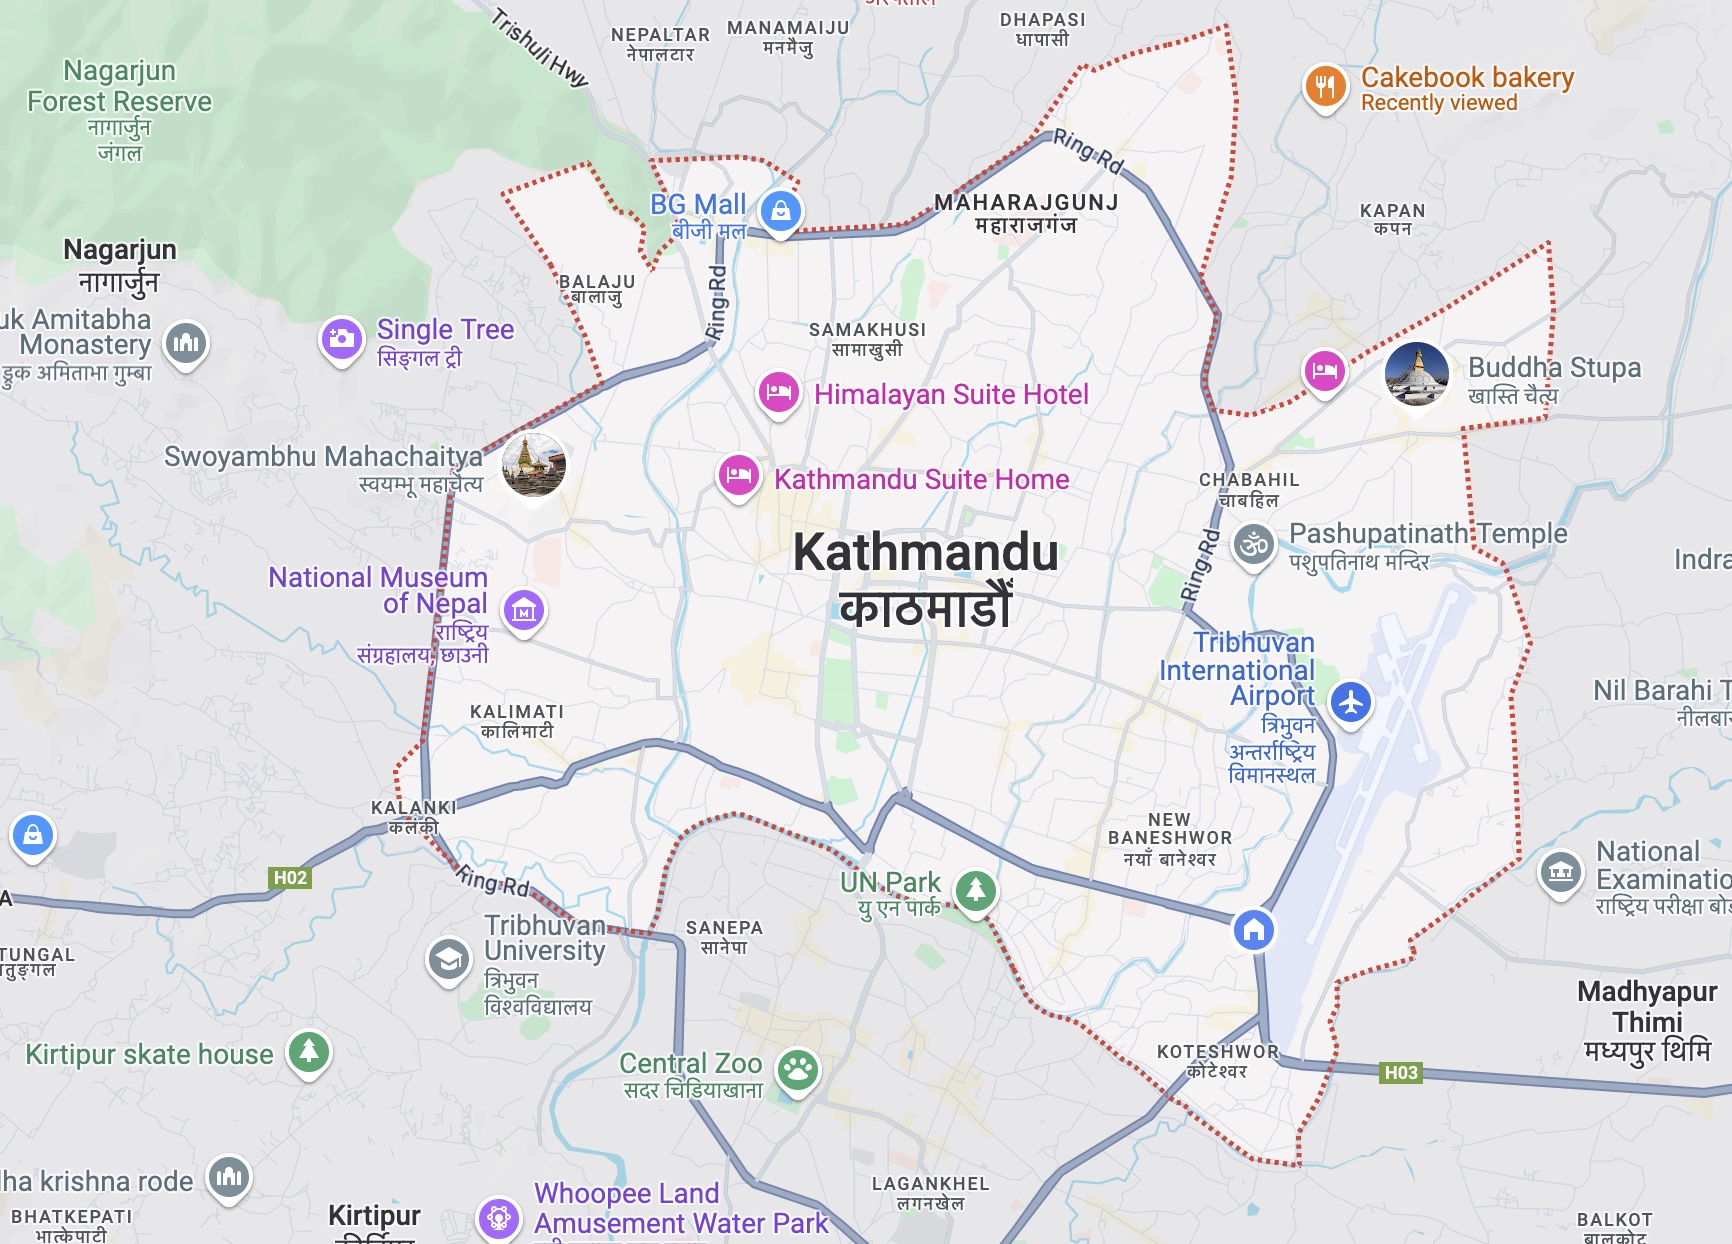 Trishuli Hwy
NEPALTAR
नेपालटार
MANAMAIJU
मनमैजु
DHAPASI
धापासी
Nagarjun
Forest Reserve
नागार्जुन
जंगल
Cakebook bakery
Recently viewed
Ring Rd
BG Mall
बीजी मल
MAHARAJGUNJ
महाराजगंज
KAPAN
कपन
Nagarjun
नागार्जुन
BALAJU
बालाजु
Ring Rd
uk Amitabha
Monastery
ड्रुक अमिताभा गुम्बा
Single Tree
सिङ्गल ट्री
SAMAKHUSI
सामाखुसी
Himalayan Suite Hotel
Buddha Stupa
खास्ति चैत्य
Swoyambhu Mahachaitya
स्वयम्भू महाचैत्य
Kathmandu Suite Home
CHABAHIL
चाबहिल
Kathmandu
काठमाडौँ
Pashupatinath Temple
पशुपतिनाथ मन्दिर
Ring Rd
Indra
National Museum
of Nepal
राष्ट्रिय
संग्रहालय, छाउनी
Tribhuvan
International
Airport
त्रिभुवन
अन्तर्राष्ट्रिय
विमानस्थल
Nil Barahi T
नीलबार
KALIMATI
कालिमाटी
KALANKI
कलंकी
NEW
BANESHWOR
नयाँ बानेश्वर
H02
Ring Rd
UN Park
यु एन पार्क
National
Examinatio
राष्ट्रिय परीक्षा बोर्ड
A
Tribhuvan
University
त्रिभुवन
विश्वविद्यालय
SANEPA
सानेपा
TUNGAL
तुङ्गल
Madhyapur
Thimi
मध्यपुर थिमि
Kirtipur skate house
Central Zoo
सदर चिडियाखाना
KOTESHWOR
कोटेश्वर
H03
dha krishna rode
BHATKEPATI
भात्केपाटी
Kirtipur
Whoopee Land
Amusement Water Park
LAGANKHEL
लगनखेल
BALKOT
बालकोट